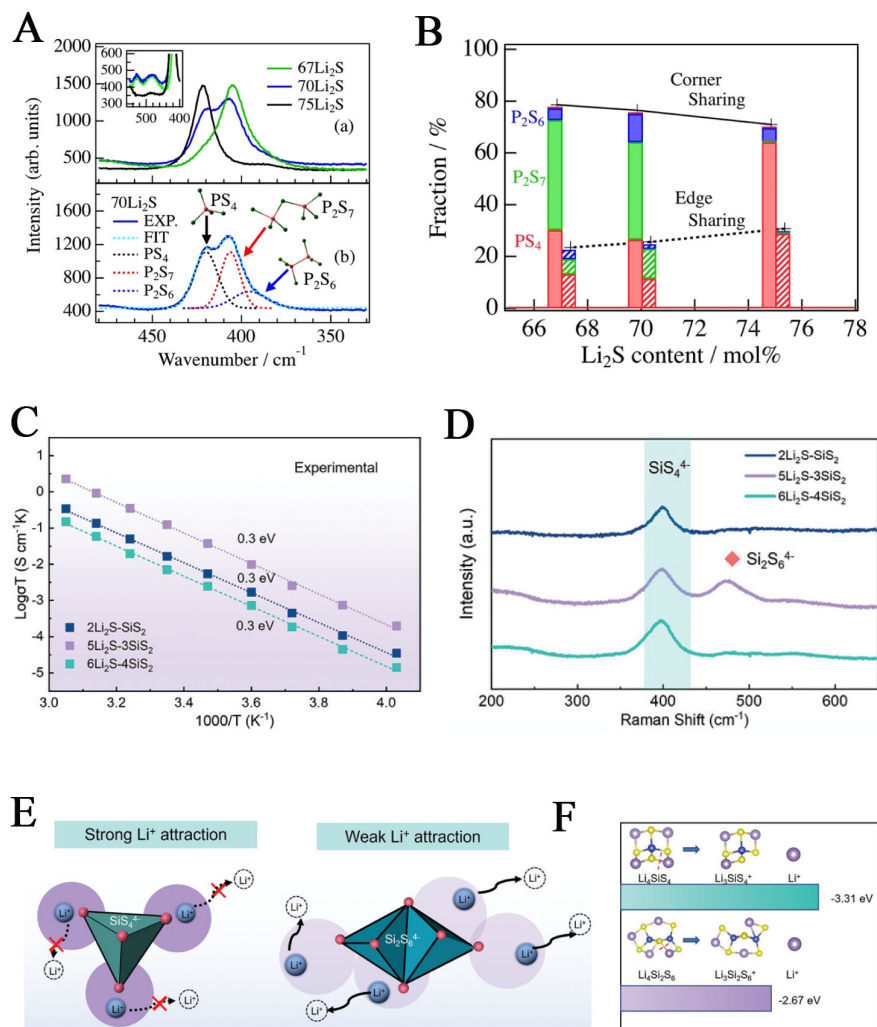 A
Intensity (arb. units)
2000
1500
1000
500
600
500
400
300
500
400
67Li₂S
70Li₂S
75Li₂S
(a)
1600
1200
800
400
70Li₂S
EXP.
FIT
PS₄
P₂S₇
P₂S₆
PS₄
P₂S₇
P₂S₆
(b)
450
400
350
Wavenumber / cm⁻¹
B
Fraction / %
100
80
60
40
20
0
P₂S₆
P₂S₇
PS₄
Corner
Sharing
Edge
Sharing
66
68
70
72
74
76
78
Li₂S content / mol%
C
LogσT (S cm⁻¹K)
Experimental
0
-1
-2
-3
-4
-5
0.3 eV
0.3 eV
0.3 eV
2Li₂S-SiS₂
5Li₂S-3SiS₂
6Li₂S-4SiS₂
3.0
3.2
3.4
3.6
3.8
4.0
1000/T (K⁻¹)
D
Intensity (a.u.)
SiS₄⁴⁻
2Li₂S-SiS₂
5Li₂S-3SiS₂
6Li₂S-4SiS₂
Si₂S₆⁴⁻
200
300
400
500
600
Raman Shift (cm⁻¹)
E
Strong Li⁺ attraction
Li⁺
Li⁺
Li⁺
SiS₄⁴⁻
Li⁺
Li⁺
Li⁺
Weak Li⁺ attraction
Li⁺
Li⁺
Li⁺
Si₂S₆⁴⁻
Li⁺
Li⁺
Li⁺
Li⁺
Li⁺
F
Li₄SiS₄
Li₃SiS₄⁺
Li⁺
-3.31 eV
Li₄Si₂S₆
Li₃Si₂S₆⁺
Li⁺
-2.67 eV